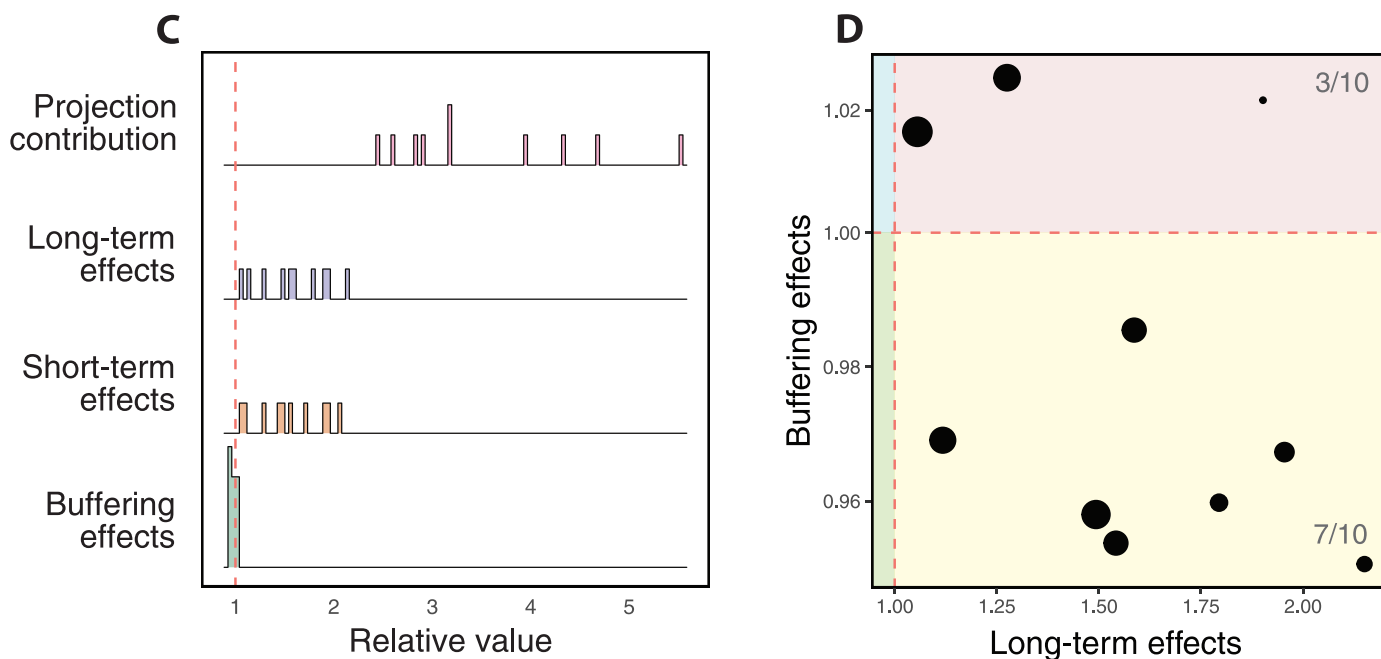 C
Projection
contribution
Long-term
effects
Short-term
effects
Buffering
effects
1 2 3 4 5
Relative value
D
Buffering effects
1.02
1.00
0.98
0.96
3/10
7/10
1.00 1.25 1.50 1.75 2.00
Long-term effects